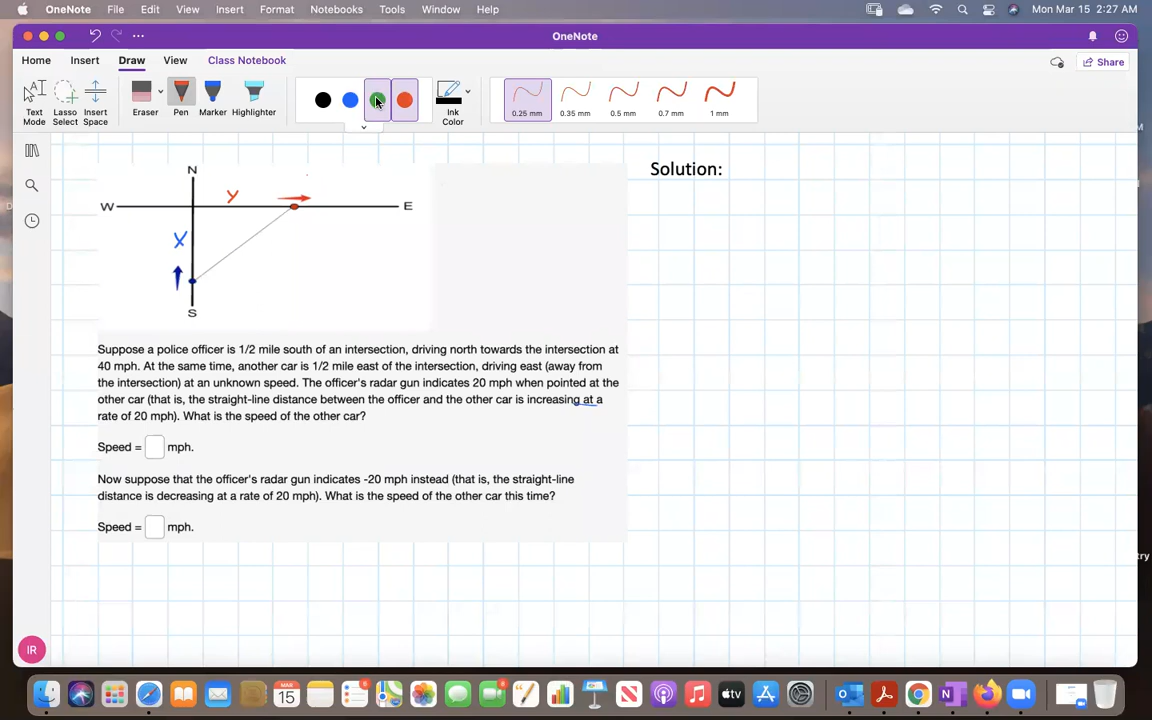 OneNote File Edit View Insert Format Notebooks Tools Window Help Mon Mar 15 2:27 AM
OneNote
Home Insert Draw View Class Notebook Share
Text Mode
Lasso Select
Insert Space
Eraser
Pen
Marker
Highlighter
Ink Color
0.25 mm 0.35 mm 0.5 mm 0.7 mm 1 mm
Solution:
N
W
Y
E
X
S
Suppose a police officer is 1/2 mile south of an intersection, driving north towards the intersection at
40 mph. At the same time, another car is 1/2 mile east of the intersection, driving east (away from
the intersection) at an unknown speed. The officer's radar gun indicates 20 mph when pointed at the
other car (that is, the straight-line distance between the officer and the other car is increasing at a
rate of 20 mph). What is the speed of the other car?
Speed = mph.
Now suppose that the officer's radar gun indicates -20 mph instead (that is, the straight-line
distance is decreasing at a rate of 20 mph). What is the speed of the other car this time?
Speed = mph.
IR
MAR
15
tv